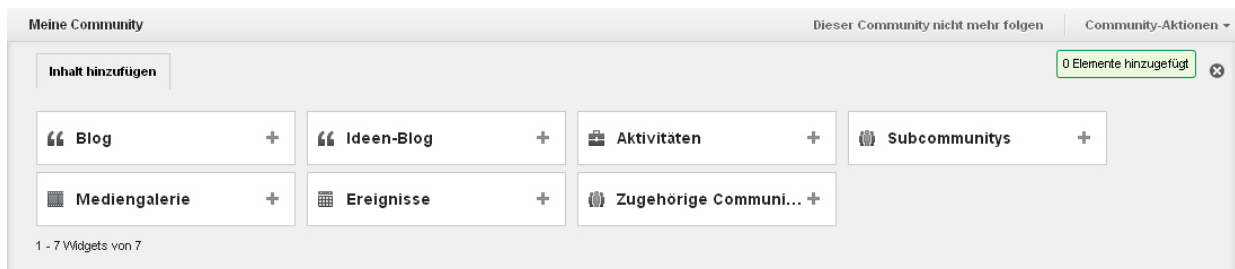 Meine Community Dieser Community nicht mehr folgen Community-Aktionen
Inhalt hinzufügen 0 Elemente hinzugefügt
Blog Ideen-Blog Aktivitäten Subcommunitys
Mediengalerie Ereignisse Zugehörige Communi...
1 - 7 Widgets von 7